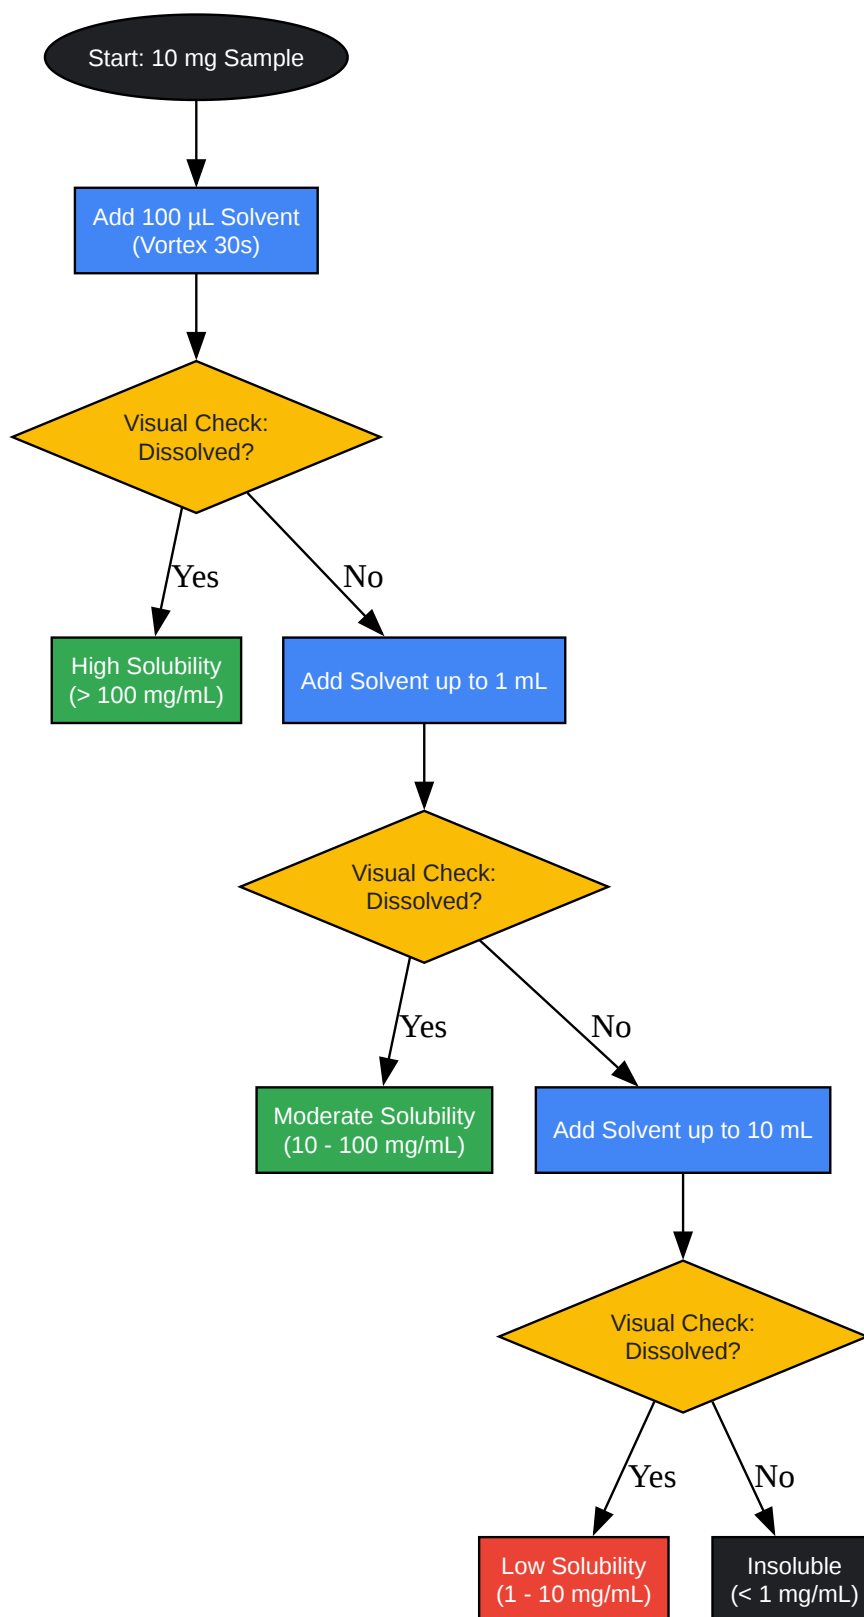 Start: 10 mg Sample
Add 100 µL Solvent
(Vortex 30s)
Visual Check:
Dissolved?
Yes
No
High Solubility
(> 100 mg/mL)
Add Solvent up to 1 mL
Visual Check:
Dissolved?
Yes
No
Moderate Solubility
(10 - 100 mg/mL)
Add Solvent up to 10 mL
Visual Check:
Dissolved?
Yes
No
Low Solubility
(1 - 10 mg/mL)
Insoluble
(< 1 mg/mL)